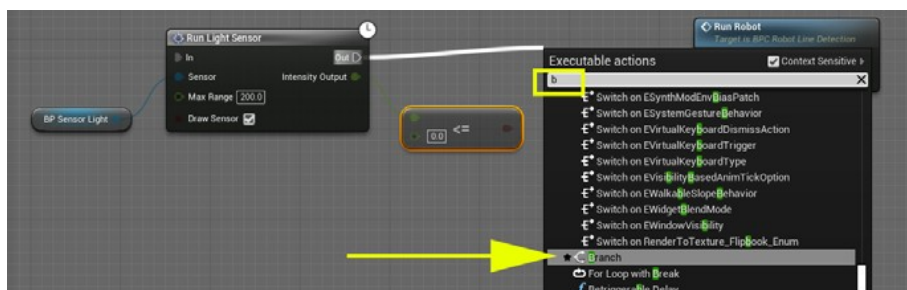 Run Light Sensor
In
Out
Sensor
Intensity Output
Max Range 200.0
Draw Sensor
BP Sensor Light
0.0 <=
Run Robot
Target is BPC Robot Line Detection
Executable actions
Context Sensitive
b
X
Switch on ESynthModEnvBiasPatch
Switch on ESystemGestureBehavior
Switch on EVirtualKeyboardDismissAction
Switch on EVirtualKeyboardTrigger
Switch on EVirtualKeyboardType
Switch on EVisibilityBasedAnimTickOption
Switch on EWalkableSlopeBehavior
Switch on EWidgetBlendMode
Switch on EWindowVisibility
Switch on RenderToTexture_Flipbook_Enum
Branch
For Loop with Break
f Retriggerable Delay